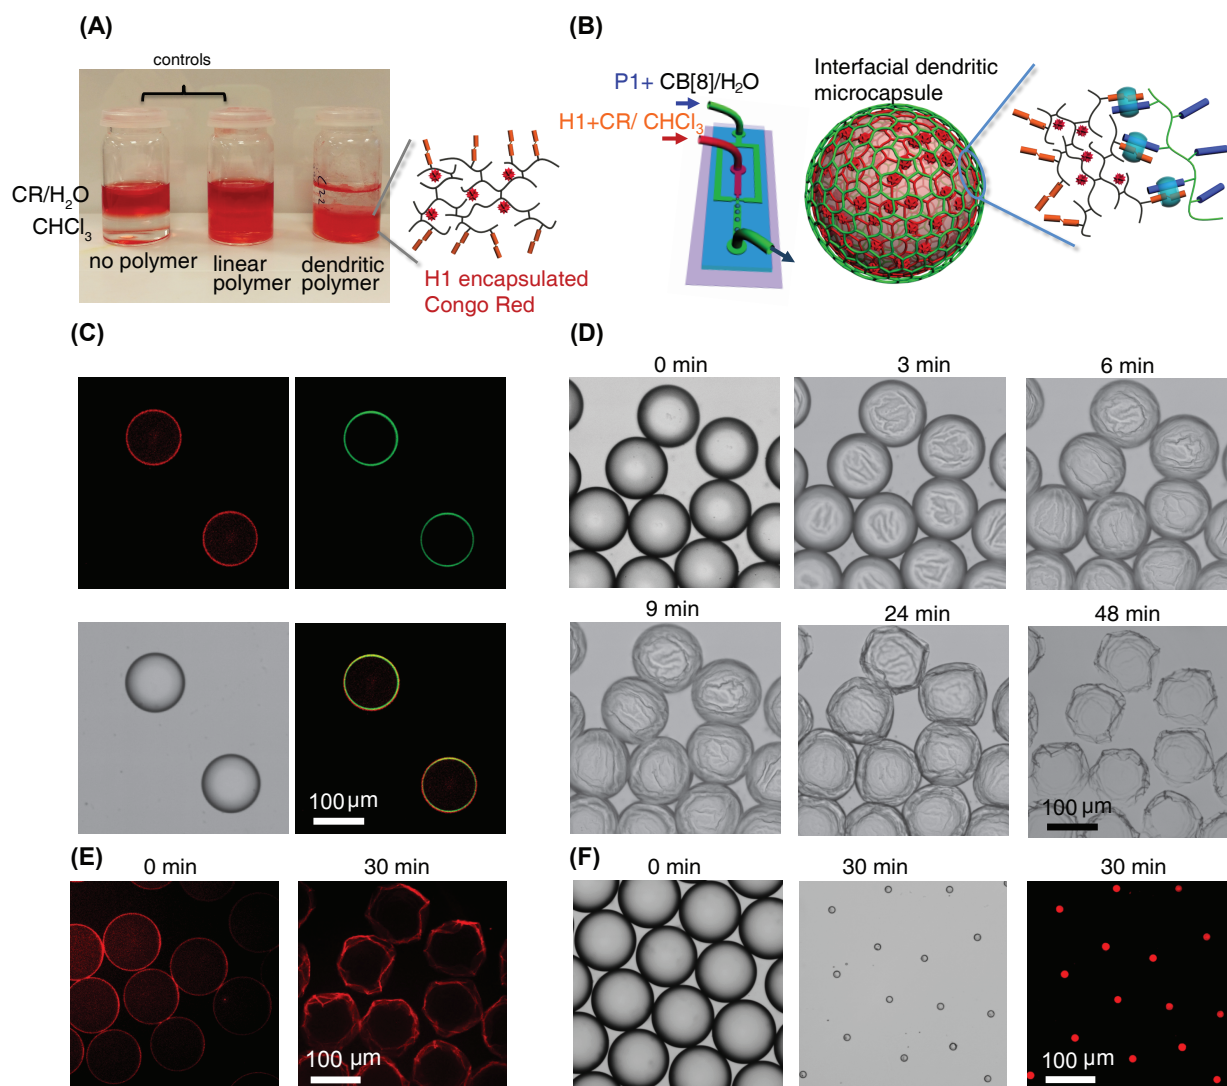 (A)
controls
CR/H₂O
CHCl₃
no polymer
linear
polymer
dendritic
polymer
H1 encapsulated
Congo Red
(B)
P1+ CB[8]/H₂O
H1+CR/ CHCl₃
Interfacial dendritic
microcapsule
(C)
100 µm
(D)
0 min
3 min
6 min
9 min
24 min
48 min
100 µm
(E)
0 min
30 min
100 µm
(F)
0 min
30 min
30 min
100 µm